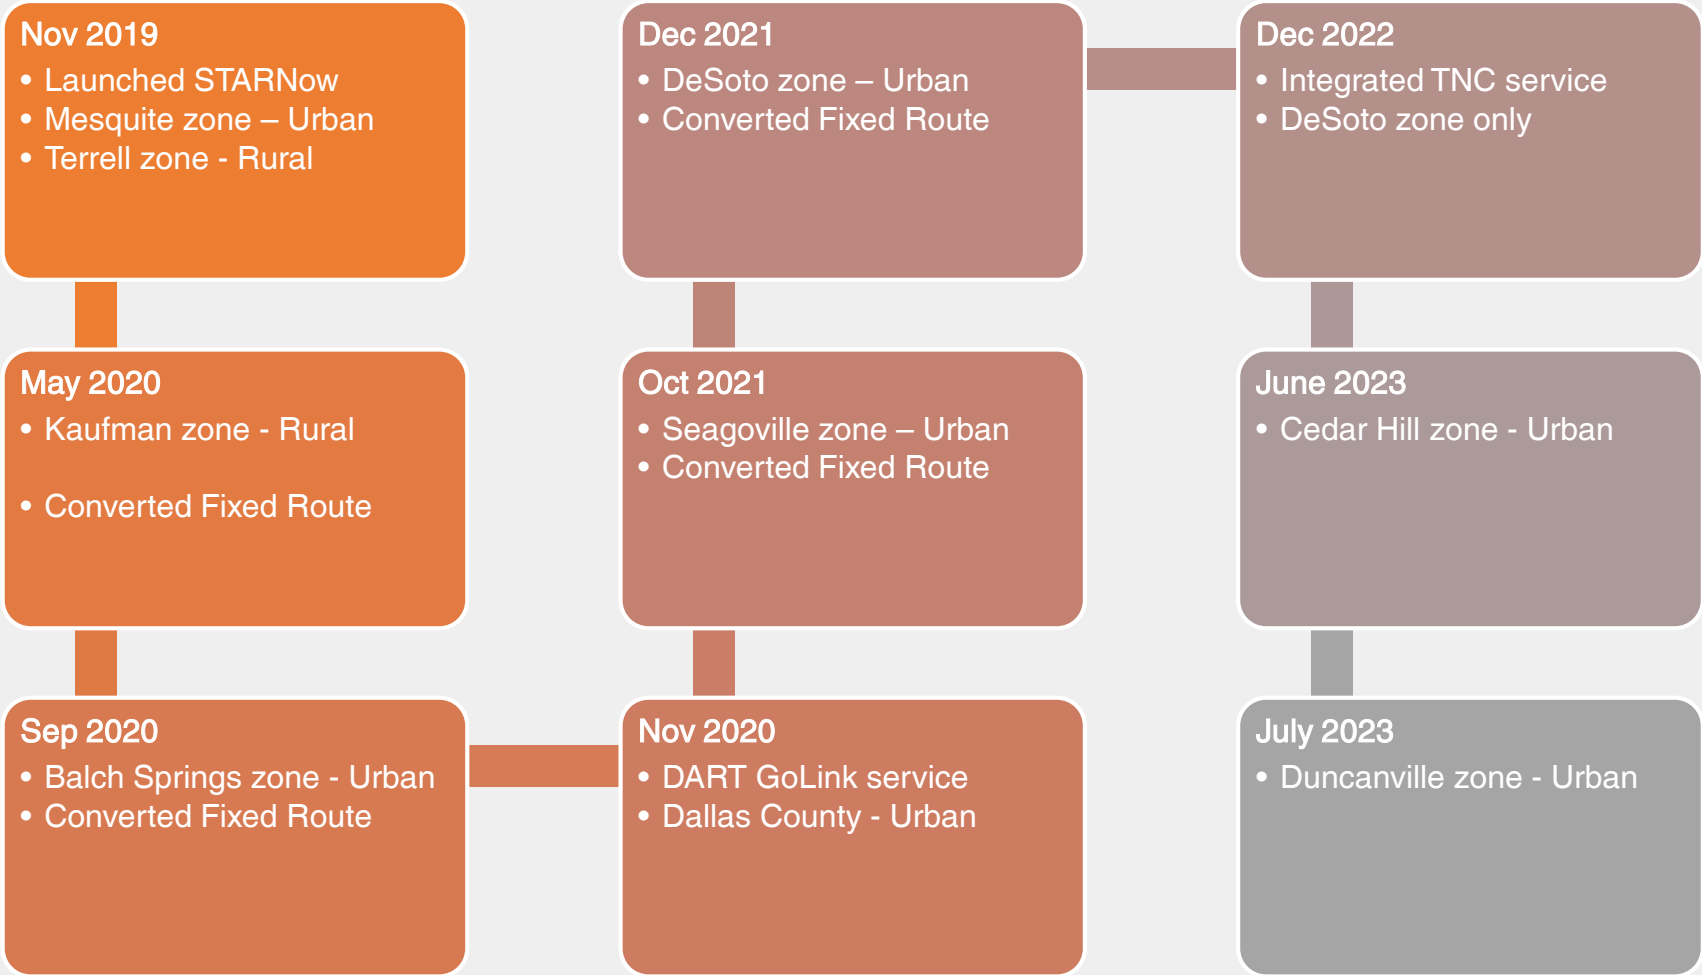 Nov 2019
• Launched STARNow
• Mesquite zone – Urban
• Terrell zone - Rural
May 2020
• Kaufman zone - Rural
• Converted Fixed Route
Sep 2020
• Balch Springs zone - Urban
• Converted Fixed Route
Nov 2020
• DART GoLink service
• Dallas County - Urban
Oct 2021
• Seagoville zone – Urban
• Converted Fixed Route
Dec 2021
• DeSoto zone – Urban
• Converted Fixed Route
Dec 2022
• Integrated TNC service
• DeSoto zone only
June 2023
• Cedar Hill zone - Urban
July 2023
• Duncanville zone - Urban